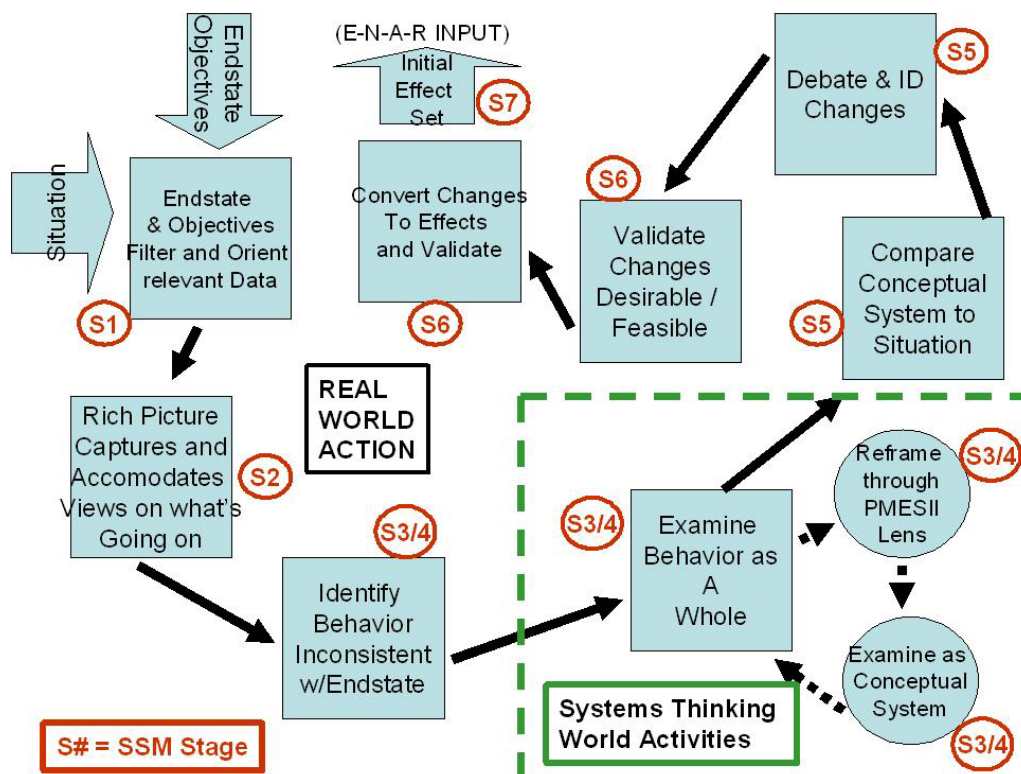 Endstate
Objectives
Situation
Endstate
& Objectives
Filter and Orient
relevant Data
S1
Rich Picture
Captures and
Accomodates
Views on what's
Going on
S2
Identify
Behavior
Inconsistent
w/Endstate
S3/4
REAL
WORLD
ACTION
Examine
Behavior as
A
Whole
S3/4
Reframe
through
PMESII
Lens
S3/4
Examine as
Conceptual
System
S3/4
Systems Thinking
World Activities
Compare
Conceptual
System to
Situation
S5
Debate & ID
Changes
S5
Validate
Changes
Desirable /
Feasible
S6
Convert Changes
To Effects
and Validate
S6
(E-N-A-R INPUT)
Initial
Effect
Set
S7
S# = SSM Stage